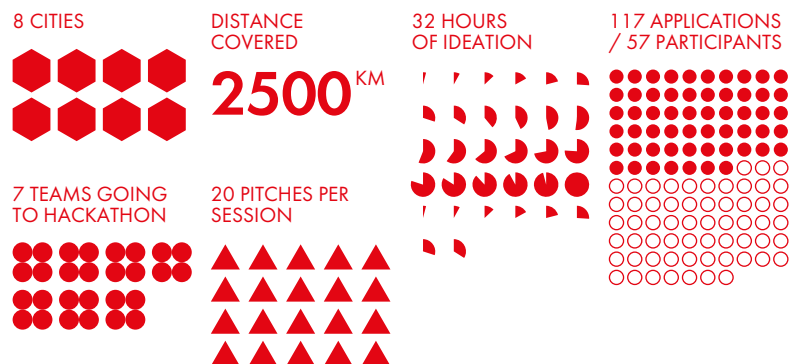 8 CITIES
DISTANCE
COVERED
2500 KM
32 HOURS
OF IDEATION
117 APPLICATIONS
/ 57 PARTICIPANTS
7 TEAMS GOING
TO HACKATHON
20 PITCHES PER
SESSION